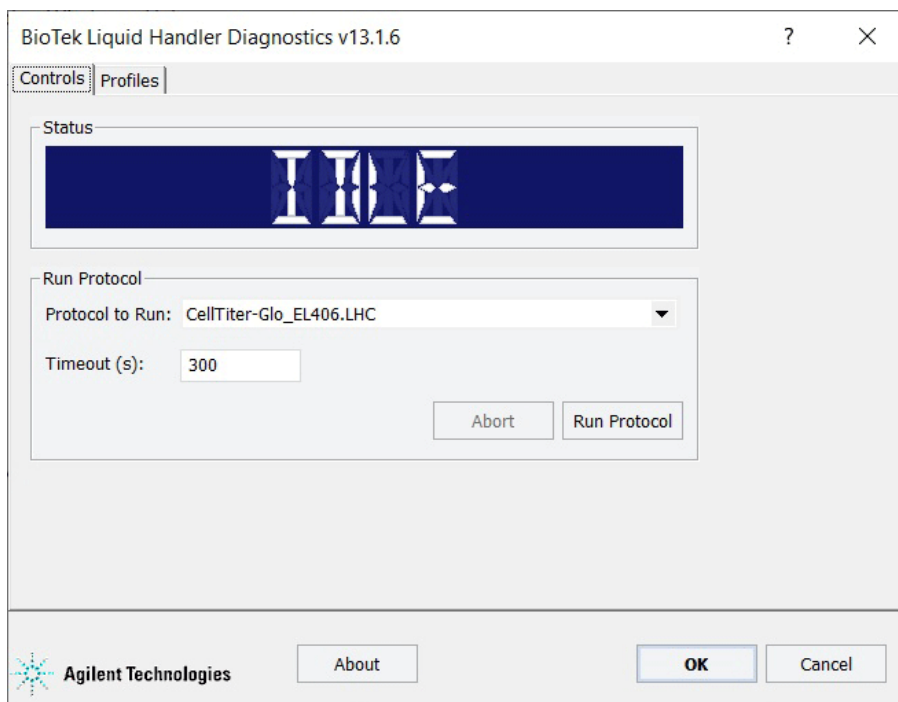 BioTek Liquid Handler Diagnostics v13.1.6 ?
Controls Profiles
Status
IDLE
Run Protocol
Protocol to Run: CellTiter-Glo_EL406.LHC
Timeout (s): 300
Abort Run Protocol
Agilent Technologies About OK Cancel